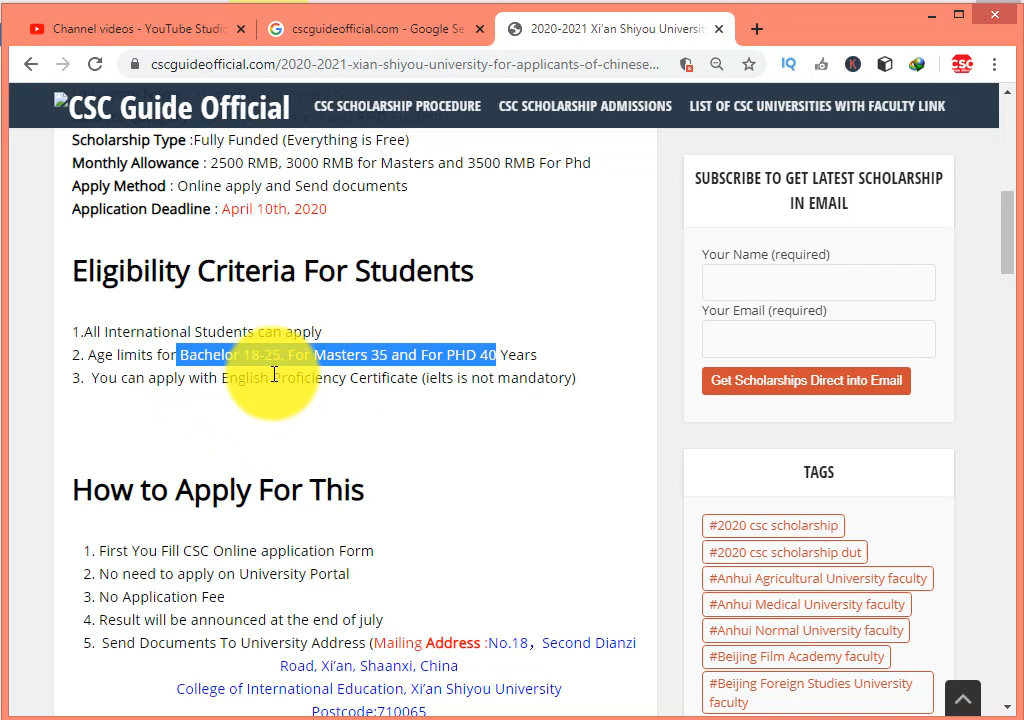 Channel videos - YouTube Studio
cscguideofficial.com - Google Se
2020-2021 Xi'an Shiyou Universit
cscguideofficial.com/2020-2021-xian-shiyou-university-for-applicants-of-chinese...
IQ
K
CSC
CSC Guide Official
CSC SCHOLARSHIP PROCEDURE
CSC SCHOLARSHIP ADMISSIONS
LIST OF CSC UNIVERSITIES WITH FACULTY LINK
Scholarship Type :Fully Funded (Everything is Free)
Monthly Allowance : 2500 RMB, 3000 RMB for Masters and 3500 RMB For Phd
Apply Method : Online apply and Send documents
Application Deadline : April 10th, 2020
Eligibility Criteria For Students
1.All International Students can apply
2. Age limits for Bachelor 18-25, For Masters 35 and For PHD 40 Years
3. You can apply with English Proficiency Certificate (ielts is not mandatory)
How to Apply For This
1. First You Fill CSC Online application Form
2. No need to apply on University Portal
3. No Application Fee
4. Result will be announced at the end of july
5. Send Documents To University Address (Mailing Address :No.18，Second Dianzi
Road, Xi'an, Shaanxi, China
College of International Education, Xi’an Shiyou University
Postcode:710065
SUBSCRIBE TO GET LATEST SCHOLARSHIP
IN EMAIL
Your Name (required)
Your Email (required)
Get Scholarships Direct into Email
TAGS
#2020 csc scholarship
#2020 csc scholarship dut
#Anhui Agricultural University faculty
#Anhui Medical University faculty
#Anhui Normal University faculty
#Beijing Film Academy faculty
#Beijing Foreign Studies University
faculty